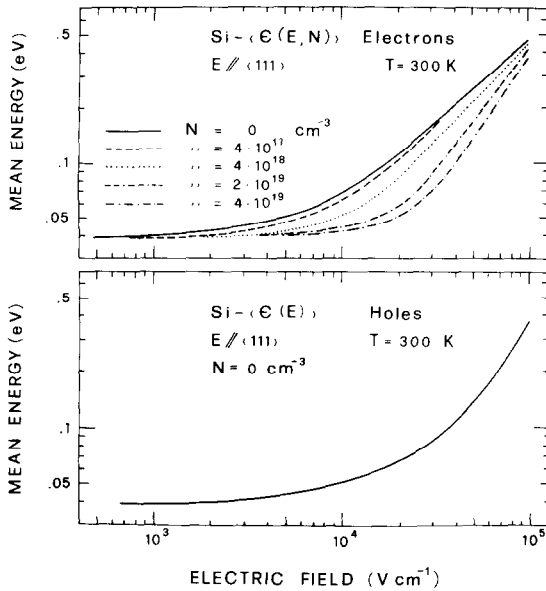 Si-⟨Є(E,N)⟩ Electrons
E // ⟨111⟩ T = 300 K
N = 0 cm⁻³
" = 4·10¹⁷
" = 4·10¹⁸
" = 2·10¹⁹
" = 4·10¹⁹
.5
.1
.05
MEAN ENERGY (eV)
Si-⟨Є(E)⟩ Holes
E // ⟨111⟩ T = 300 K
N = 0 cm⁻³
.5
.1
.05
MEAN ENERGY (eV)
10³ 10⁴ 10⁵
ELECTRIC FIELD (V cm⁻¹)